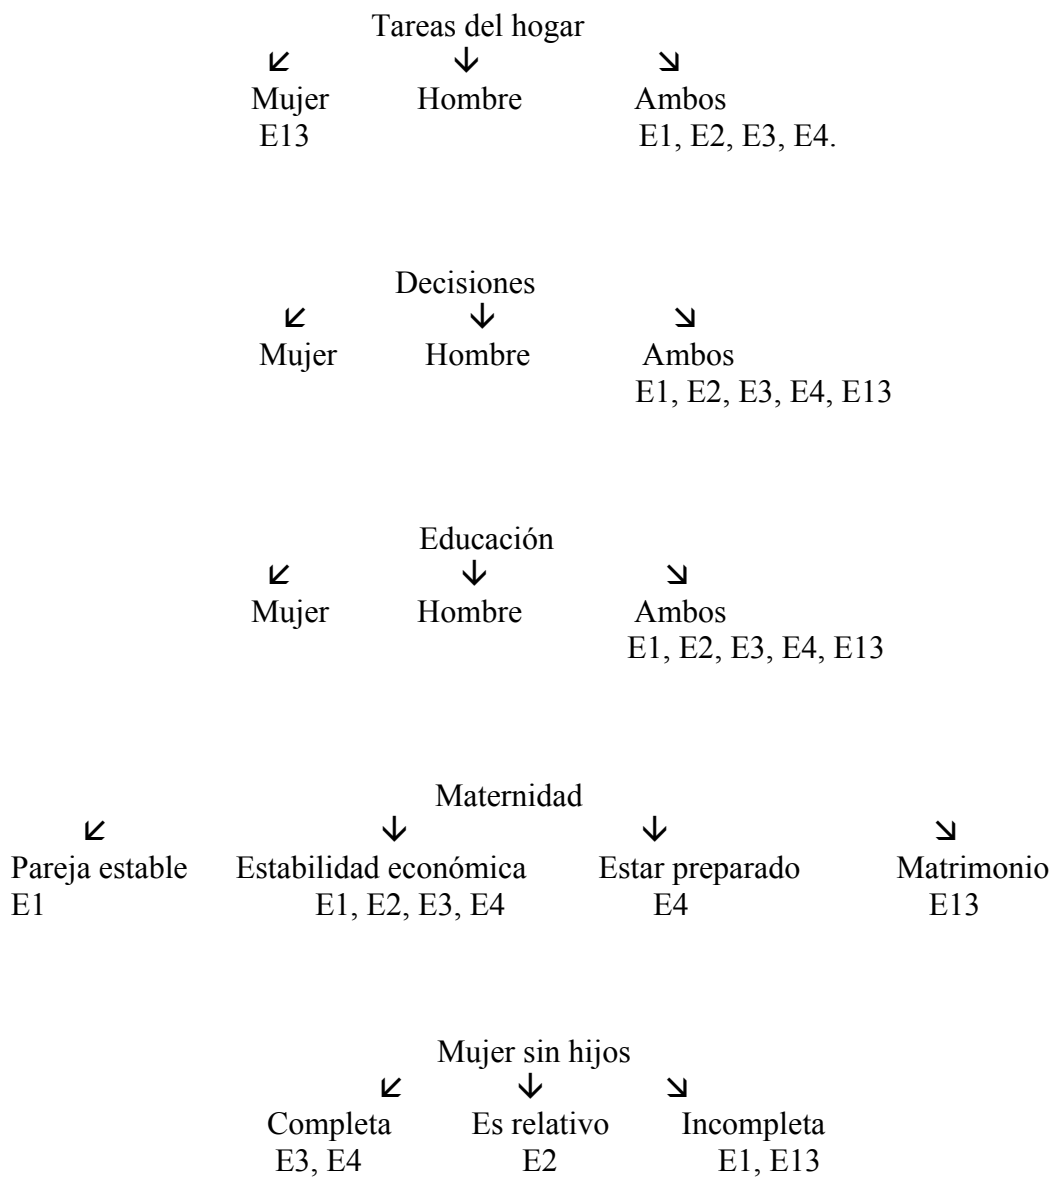 Tareas del hogar
↙ ↓ ↘
Mujer Hombre Ambos
E13 E1, E2, E3, E4.
Decisiones
↙ ↓ ↘
Mujer Hombre Ambos
E1, E2, E3, E4, E13
Educación
↙ ↓ ↘
Mujer Hombre Ambos
E1, E2, E3, E4, E13
Maternidad
↙ ↓ ↓ ↘
Pareja estable Estabilidad económica Estar preparado Matrimonio
E1 E1, E2, E3, E4 E4 E13
Mujer sin hijos
↙ ↓ ↘
Completa Es relativo Incompleta
E3, E4 E2 E1, E13